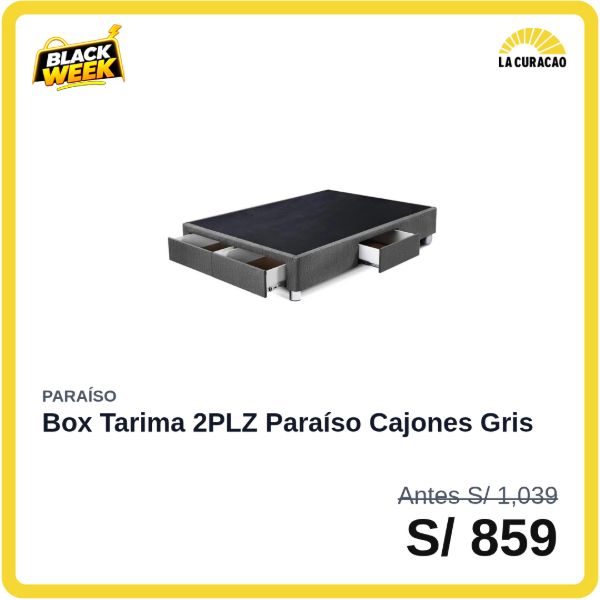 BLACK
WEEK
LA CURACAO
PARAÍSO
Box Tarima 2PLZ Paraíso Cajones Gris
Antes S/ 1,039
S/ 859